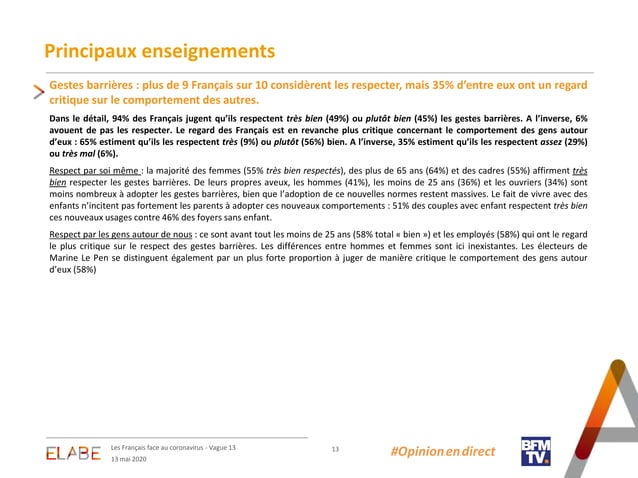 Principaux enseignements
Gestes barrières : plus de 9 Français sur 10 considèrent les respecter, mais 35% d’entre eux ont un regard
critique sur le comportement des autres.
Dans le détail, 94% des Français jugent qu’ils respectent très bien (49%) ou plutôt bien (45%) les gestes barrières. A l’inverse, 6%
avouent de pas les respecter. Le regard des Français est en revanche plus critique concernant le comportement des gens autour
d’eux : 65% estiment qu’ils les respectent très (9%) ou plutôt (56%) bien. A l’inverse, 35% estiment qu’ils les respectent assez (29%)
ou très mal (6%).
Respect par soi même : la majorité des femmes (55% très bien respectés), des plus de 65 ans (64%) et des cadres (55%) affirment très
bien respecter les gestes barrières. De leurs propres aveux, les hommes (41%), les moins de 25 ans (36%) et les ouvriers (34%) sont
moins nombreux à adopter bien que l’adoption de ce nouvelles normes restent massives. Le fait de vivre avec des
enfants n’incitent pas fortement les parents à adopter ces nouveaux comportements : 51% des couples avec enfant respectent très bien
ces nouveaux usages contre 46% des foyers sans enfant.
Respect par les gens autour de nous : ce sont avant tout les moins de 25 ans (58% total « bien ») et les employés (58%) qui ont le regard
le plus critique sur le respect des gestes barrières. Les différences entre hommes et femmes sont ici inexistantes. Les électeurs de
Marine Le Pen se distinguent également par un plus forte proportion à juger de manière critique le comportement des gens autour
d’eux (58%)
ELABE
Les Français face au coronavirus - Vague 13
13 mai 2020
13
#Opinion en direct
BFM
TV.